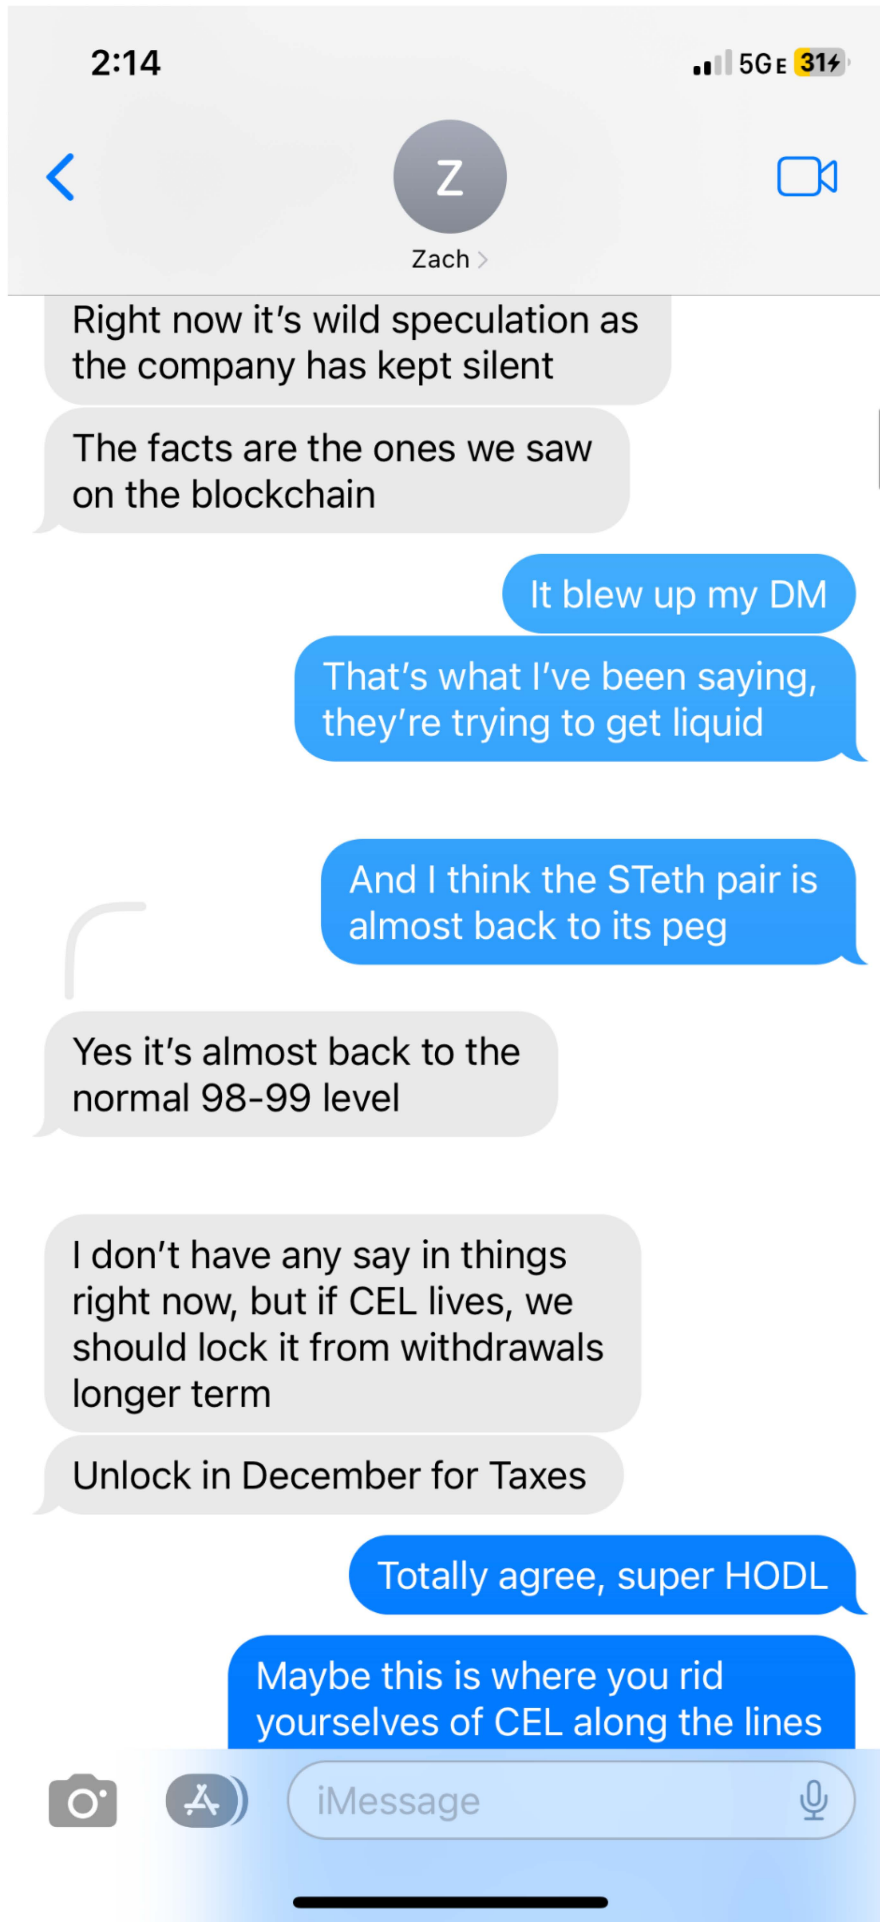 2:14
5GE 31
Z
Zach
Right now it's wild speculation as
the company has kept silent
The facts are the ones we saw
on the blockchain
It blew up my DM
That's what I've been saying,
they're trying to get liquid
And I think the STeth pair is
almost back to its peg
Yes it's almost back to the
normal 98-99 level
I don't have any say in things
right now, but if CEL lives, we
should lock it from withdrawals
longer term
Unlock in December for Taxes
Totally agree, super HODL
Maybe this is where you rid
yourselves of CEL along the lines
iMessage